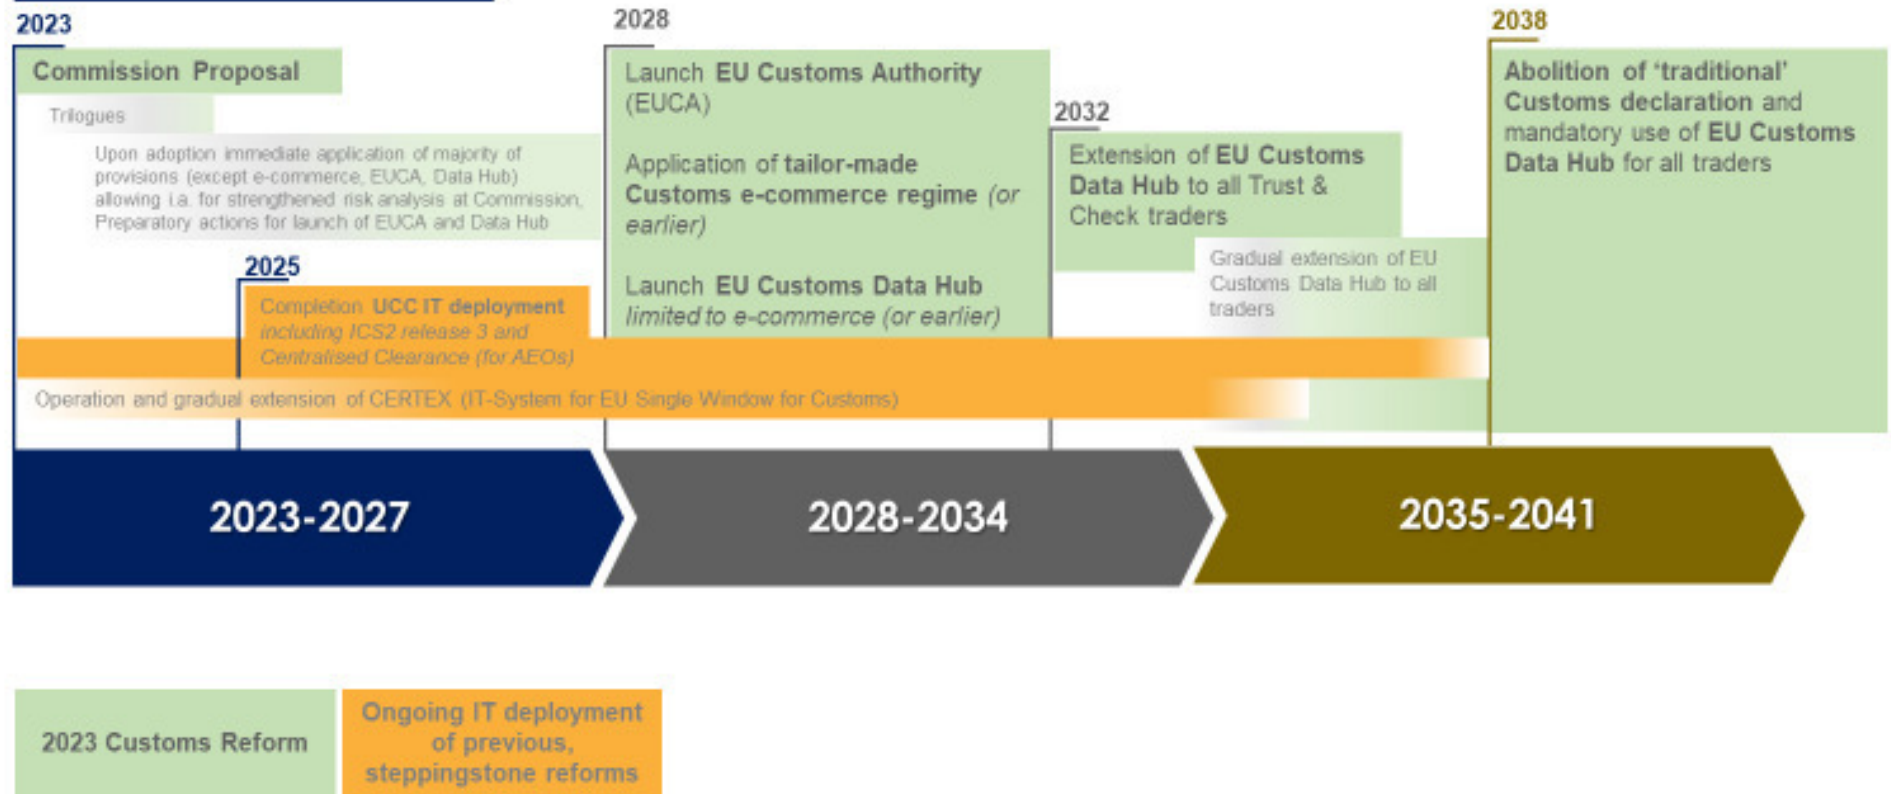 2023
Commission Proposal
Trilogues
Upon adoption immediate application of majority of
provisions (except e-commerce, EUCA, Data Hub)
allowing i.a. for strengthened risk analysis at Commission,
Preparatory actions for launch of EUCA and Data Hub
2025
Completion UCC IT deployment
including ICS2 release 3 and
Centralised Clearance (for AEOs)
Operation and gradual extension of CERTEX (IT-System for EU Single Window for Customs)
2028
Launch EU Customs Authority
(EUCA)
Application of tailor-made
Customs e-commerce regime (or
earlier)
Launch EU Customs Data Hub
limited to e-commerce (or earlier)
2032
Extension of EU Customs
Data Hub to all Trust &
Check traders
Gradual extension of EU
Customs Data Hub to all
traders
2038
Abolition of ‘traditional’
Customs declaration and
mandatory use of EU Customs
Data Hub for all traders
2023-2027
2028-2034
2035-2041
2023 Customs Reform
Ongoing IT deployment
of previous,
steppingstone reforms